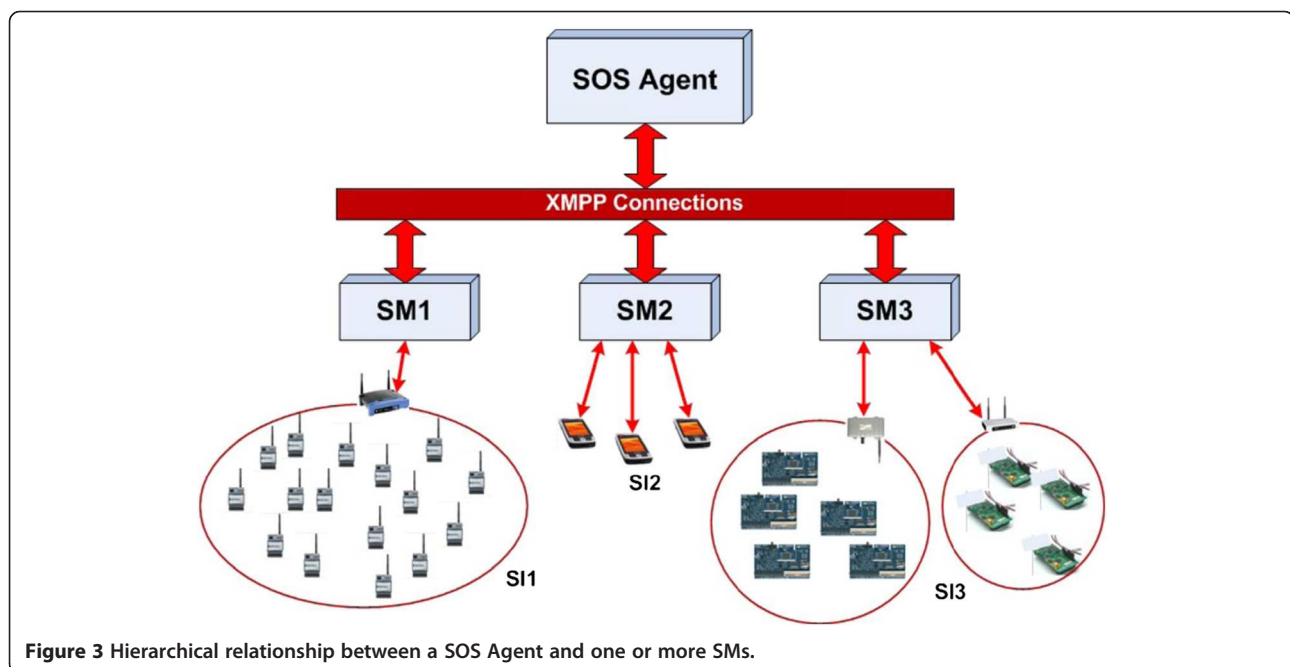 SOS Agent
XMPP Connections
SM1
SM2
SM3
SI2
SI1
SI3
Figure 3 Hierarchical relationship between a SOS Agent and one or more SMs.